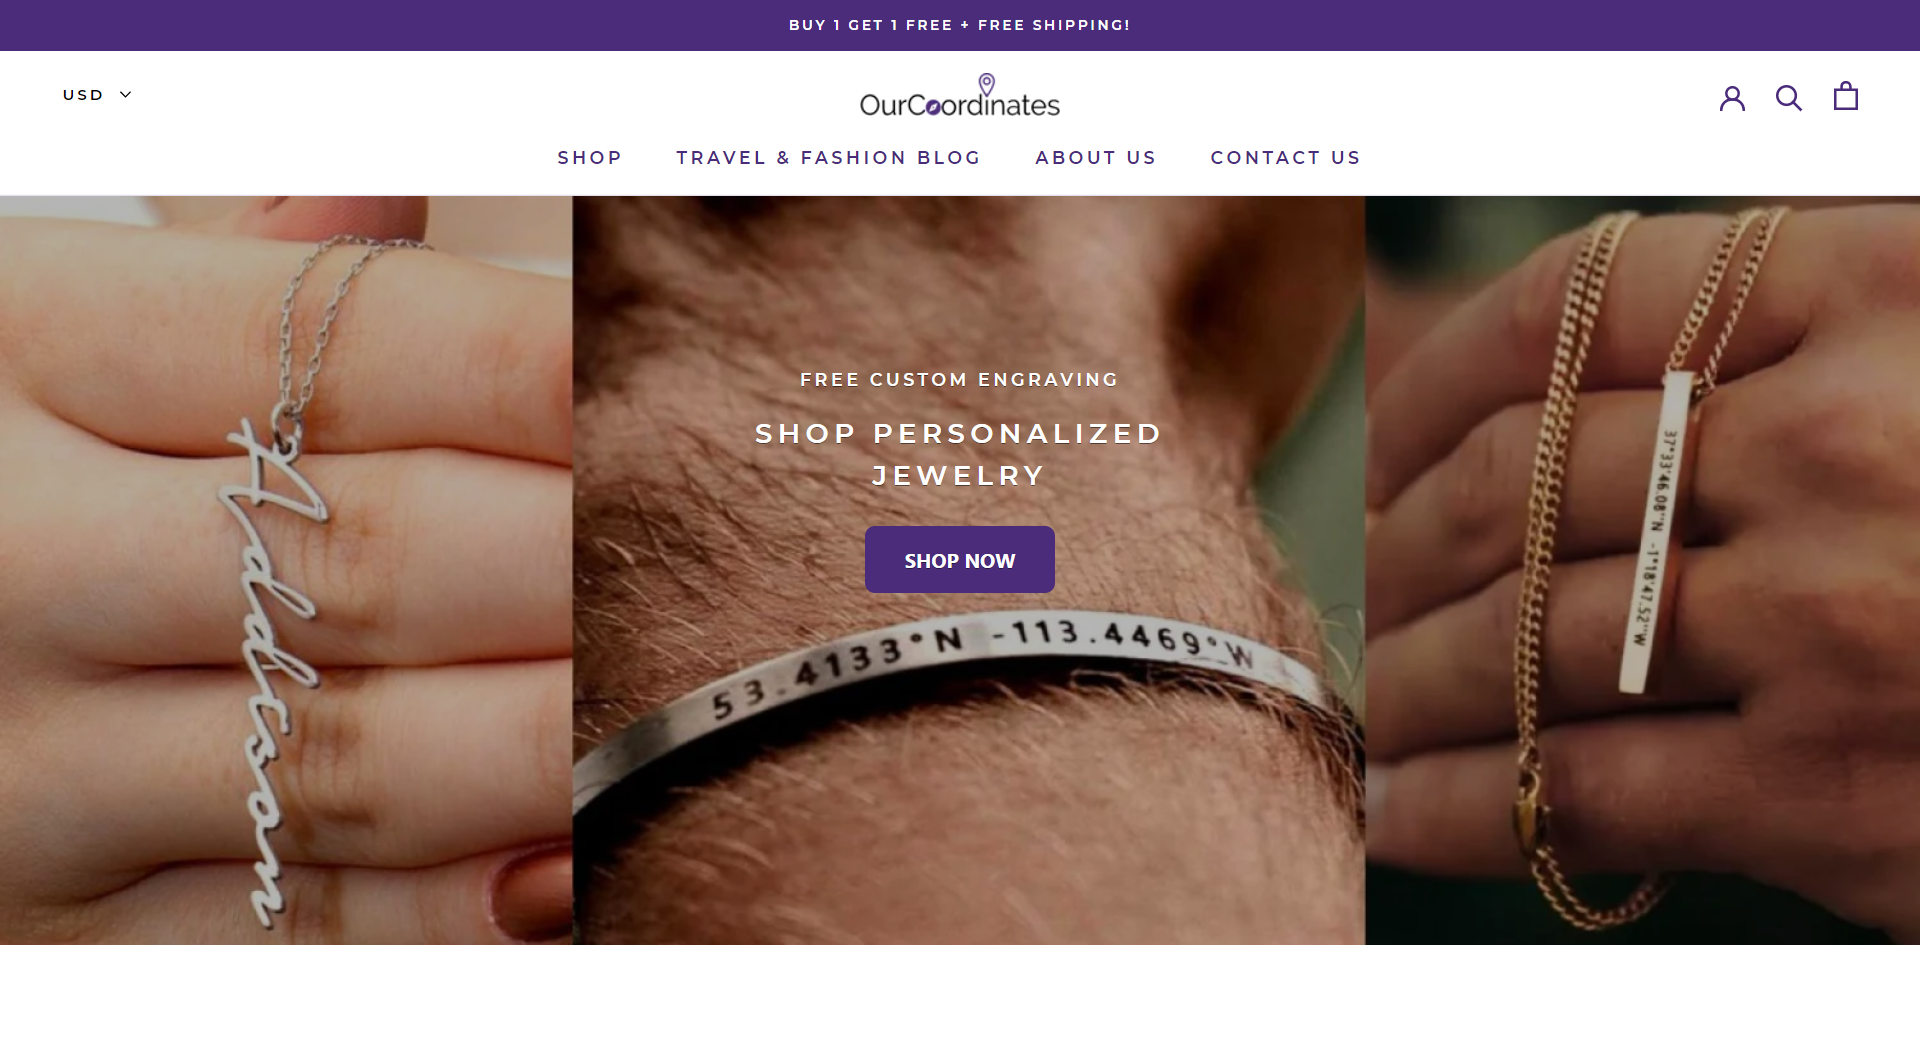 BUY 1 GET 1 FREE + FREE SHIPPING!
USD
OurCoordinates
SHOP
TRAVEL & FASHION BLOG
ABOUT US
CONTACT US
FREE CUSTOM ENGRAVING
SHOP PERSONALIZED
JEWELRY
SHOP NOW
Addison
53.4133°N -113.4469°W
37°33'46.08"N -1°18'47.52"W